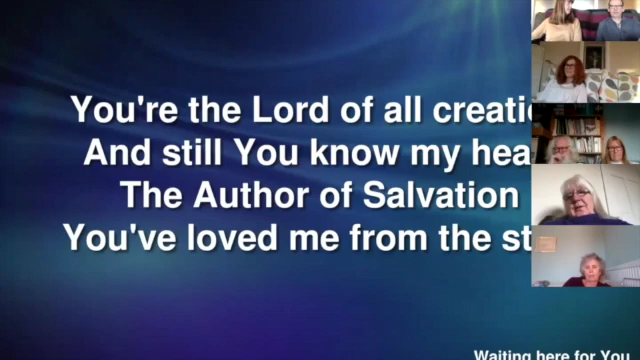 You're the Lord of all creatio
And still You know my hea
The Author of Salvation
You've loved me from the st
Waiting here for You